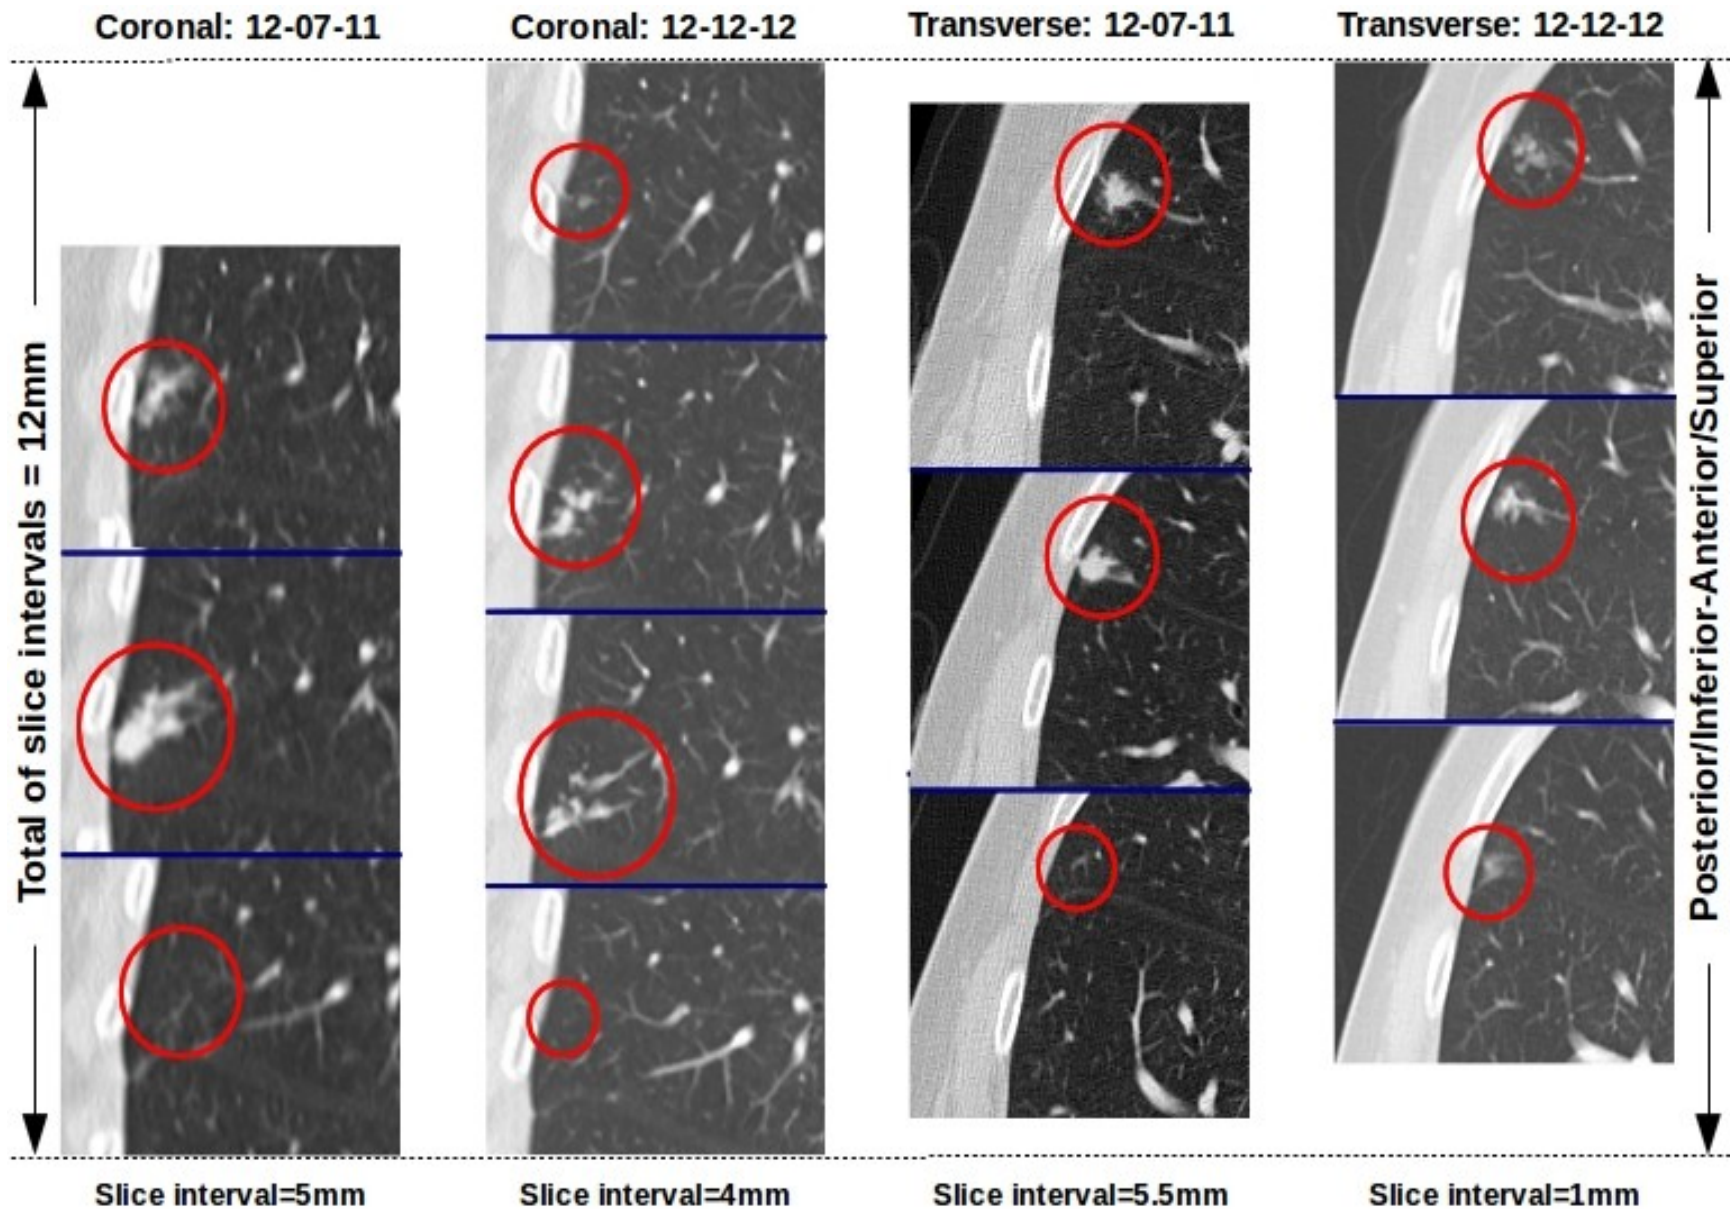 Coronal: 12-07-11
Coronal: 12-12-12
Transverse: 12-07-11
Transverse: 12-12-12
Total of slice intervals = 12mm
Posterior/Inferior-Anterior/Superior
Slice interval=5mm
Slice interval=4mm
Slice interval=5.5mm
Slice interval=1mm